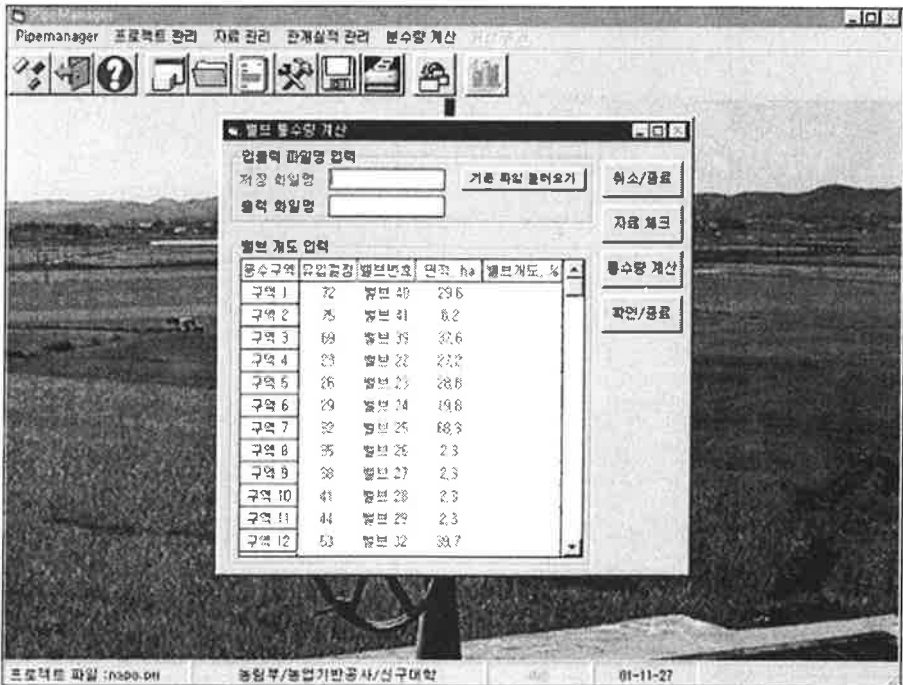 PipeManager
Pipemanager 프로젝트 관리 자료 관리 관개실적 관리 분수량 계산
밸브 통수량 계산
입출력 파일명 입력
저장 화일명 기존 파일 불러오기 취소/종료
출력 화일명
자료 체크
밸브 개도 입력
통수구역 유입결점 밸브번호 면적, ha 밸브개도, % 통수량 계산
구역 1 72 밸브 40 29.6
구역 2 75 밸브 41 6.2 확인/종료
구역 3 69 밸브 39 37.6
구역 4 23 밸브 22 27.2
구역 5 26 밸브 23 28.8
구역 6 29 밸브 24 19.8
구역 7 32 밸브 25 68.3
구역 8 35 밸브 26 2.3
구역 9 38 밸브 27 2.3
구역 10 41 밸브 28 2.3
구역 11 44 밸브 29 2.3
구역 12 53 밸브 32 39.7
프로젝트 파일 :napo.prj 농림부/농업기반공사/신구대학 01-11-27